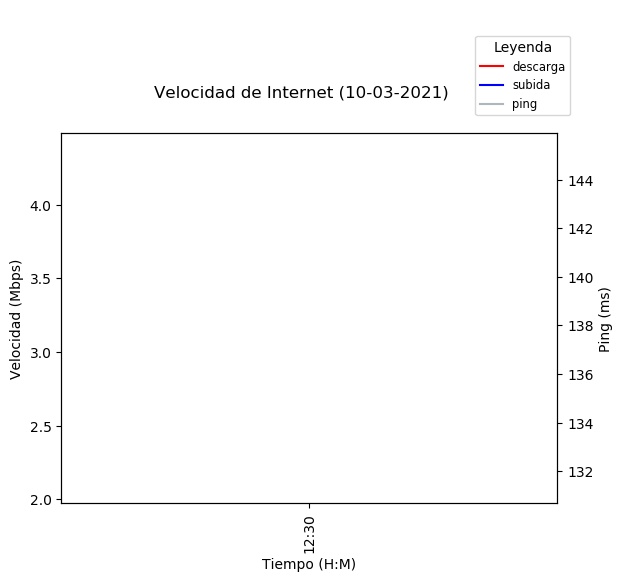 Leyenda
descarga
subida
ping
Velocidad de Internet (10-03-2021)
Velocidad (Mbps)
4.0
3.5
3.0
2.5
2.0
144
142
140
138
136
134
132
Ping (ms)
12:30
Tiempo (H:M)